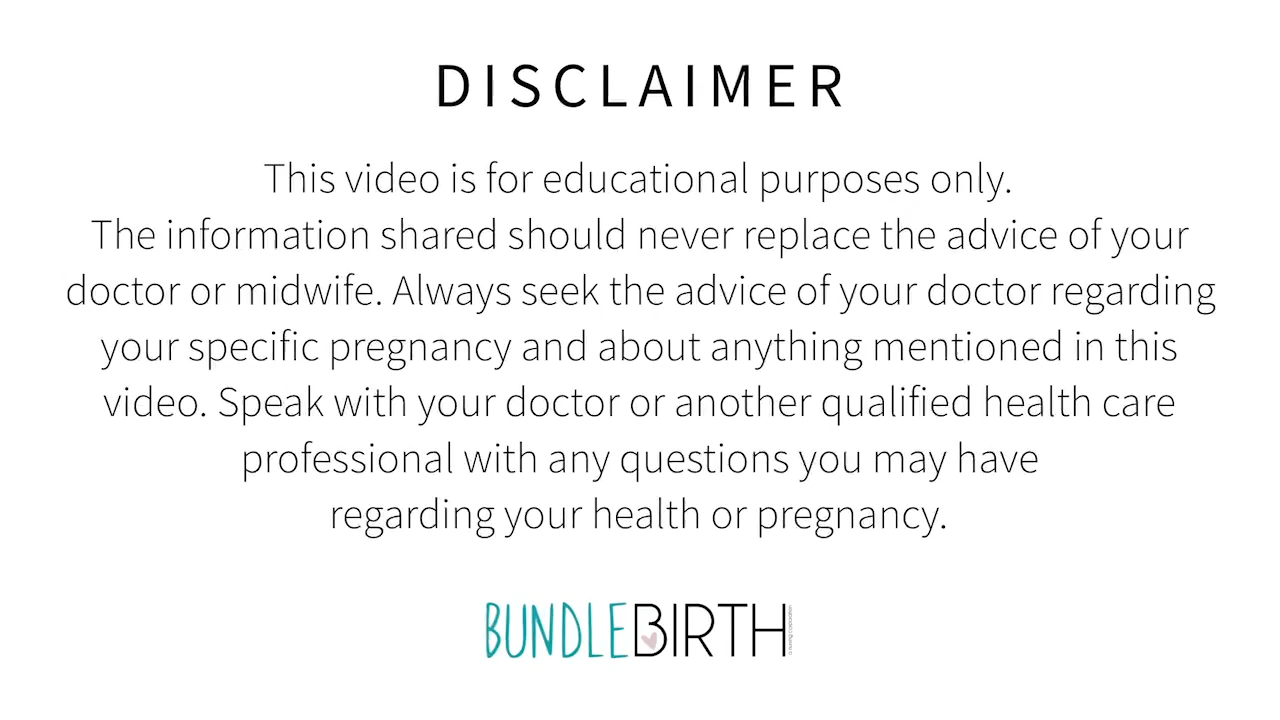 DISCLAIMER
This video is for educational purposes only.
The information shared should never replace the advice of your
doctor or midwife. Always seek the advice of your doctor regarding
your specific pregnancy and about anything mentioned in this
video. Speak with your doctor or another qualified health care
professional with any questions you may have
regarding your health or pregnancy.
BUNDLEBIRTH
a nursing corporation